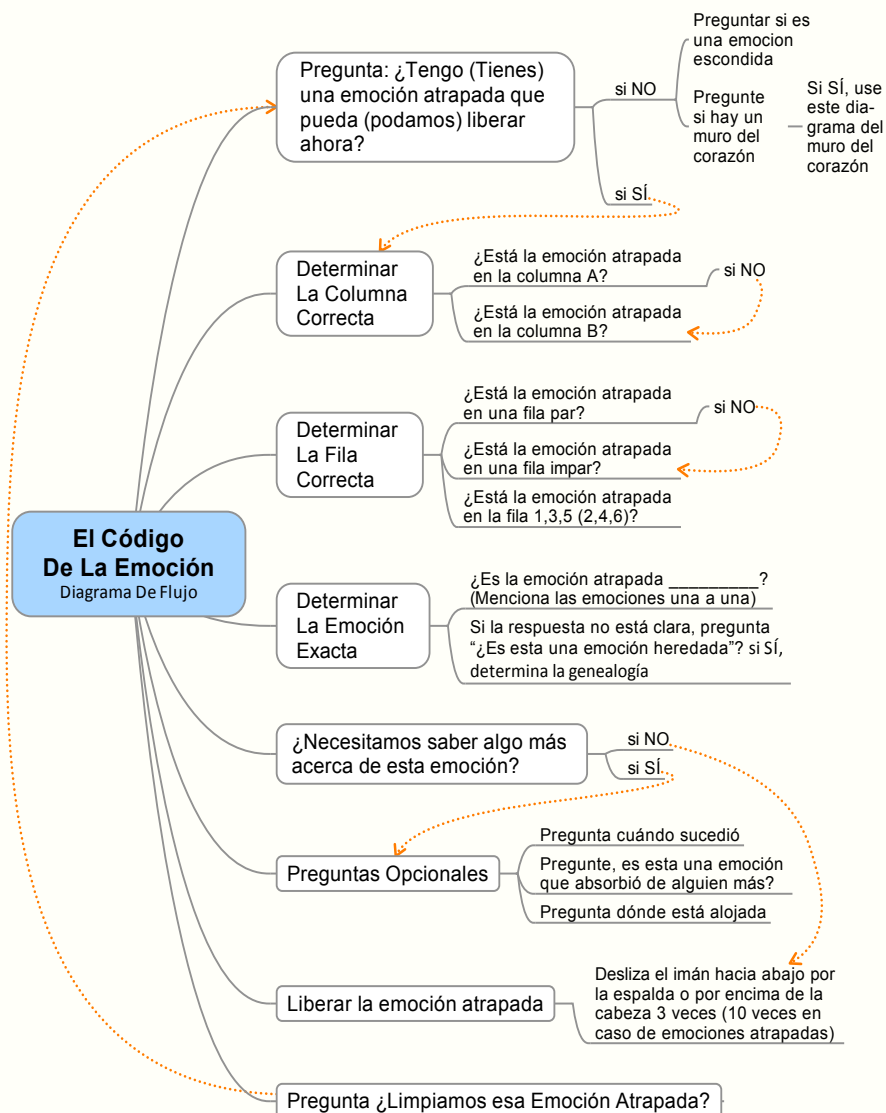 Pregunta: ¿Tengo (Tienes)
una emoción atrapada que
pueda (podamos) liberar
ahora?
si NO
Preguntar si es
una emocion
escondida
Pregunte
si hay un
muro del
corazón
Si SÍ, use
este dia-
grama del
muro del
corazón
si SÍ
Determinar
La Columna
Correcta
¿Está la emoción atrapada
en la columna A?
si NO
¿Está la emoción atrapada
en la columna B?
Determinar
La Fila
Correcta
¿Está la emoción atrapada
en una fila par?
si NO
¿Está la emoción atrapada
en una fila impar?
¿Está la emoción atrapada
en la fila 1,3,5 (2,4,6)?
El Código
De La Emoción
Diagrama De Flujo
Determinar
La Emoción
Exacta
¿Es la emoción atrapada _________?
(Menciona las emociones una a una)
Si la respuesta no está clara, pregunta
“¿Es esta una emoción heredada”? si SÍ,
determina la genealogía
¿Necesitamos saber algo más
acerca de esta emoción?
si NO
si SÍ
Preguntas Opcionales
Pregunta cuándo sucedió
Pregunte, es esta una emoción
que absorbió de alguien más?
Pregunta dónde está alojada
Liberar la emoción atrapada
Desliza el imán hacia abajo por
la espalda o por encima de la
cabeza 3 veces (10 veces en
caso de emociones atrapadas)
Pregunta ¿Limpiamos esa Emoción Atrapada?